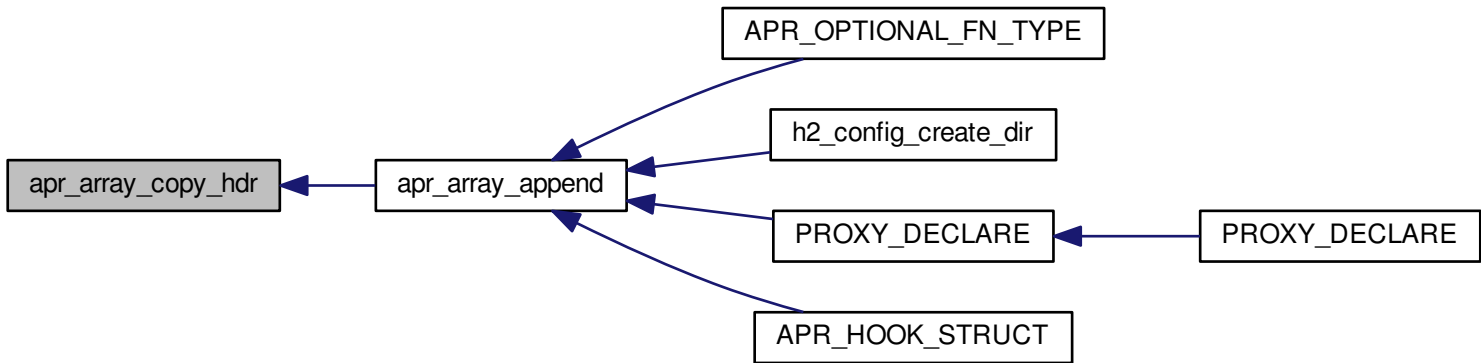 APR_OPTIONAL_FN_TYPE
h2_config_create_dir
apr_array_copy_hdr
apr_array_append
PROXY_DECLARE
PROXY_DECLARE
APR_HOOK_STRUCT